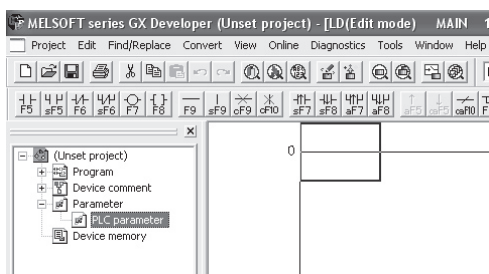 MELSOFT series GX Developer (Unset project) - [LD(Edit mode) MAIN 1
Project Edit Find/Replace Convert View Online Diagnostics Tools Window Help
F5 sF5 F6 sF6 F7 F8 F9 sF9 cF9 cF10 sF7 sF8 aF7 aF8 aF5 caF5 caF10 F
x
0
(Unset project)
Program
Device comment
Parameter
PLC parameter
Device memory